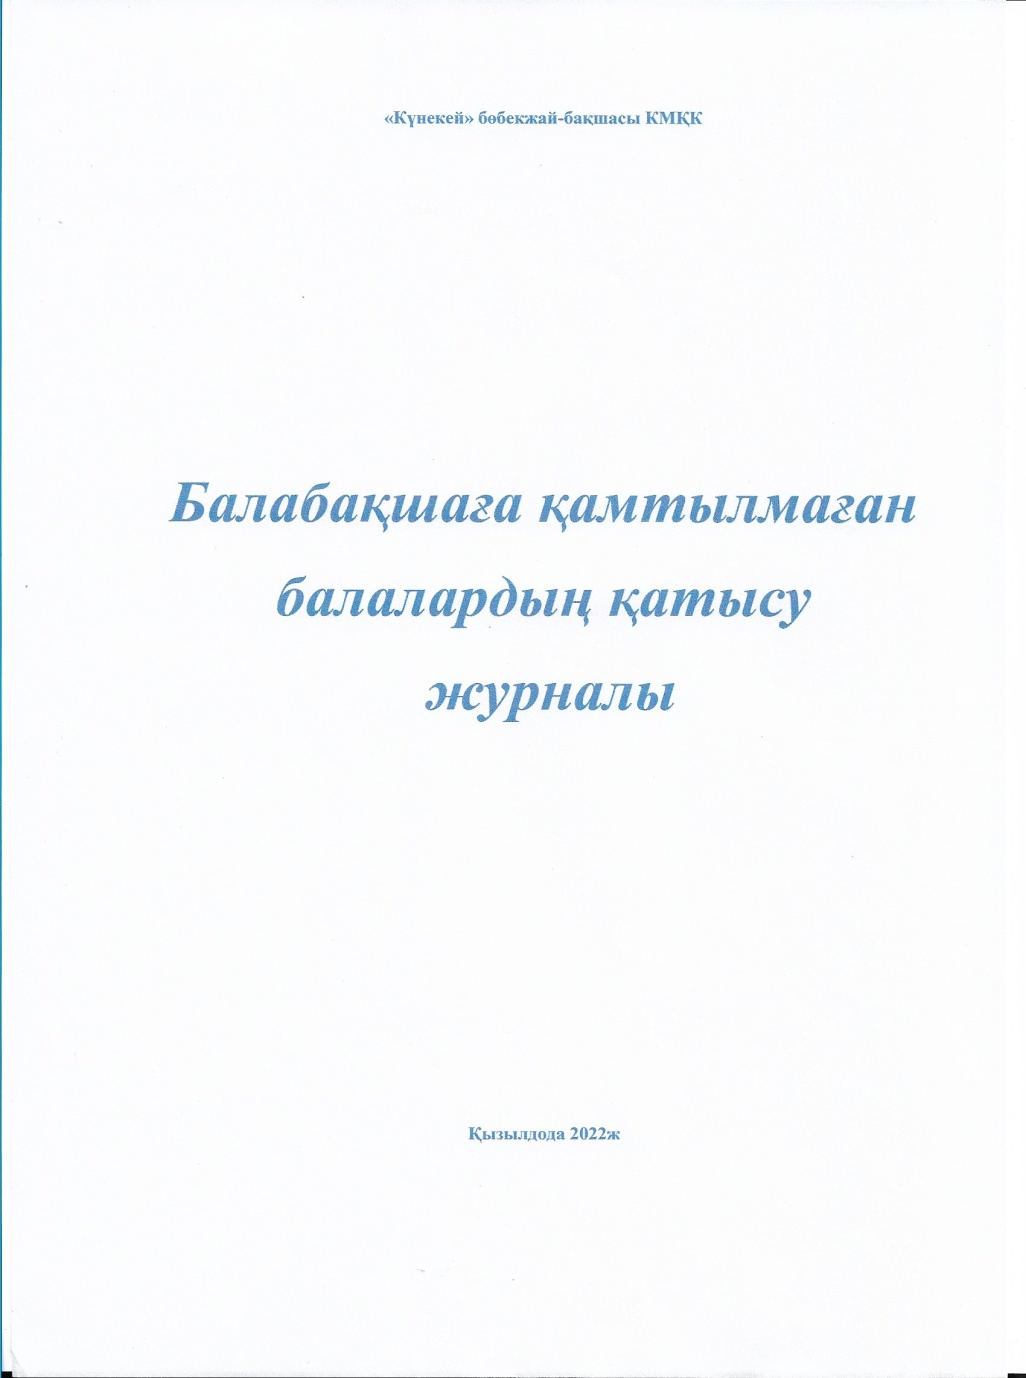 «Күнекей» бөбекжай-бақшасы КМҚК
Балабақшаға қамтылмаған
балалардың қатысу
журналы
Қызылдода 2022ж